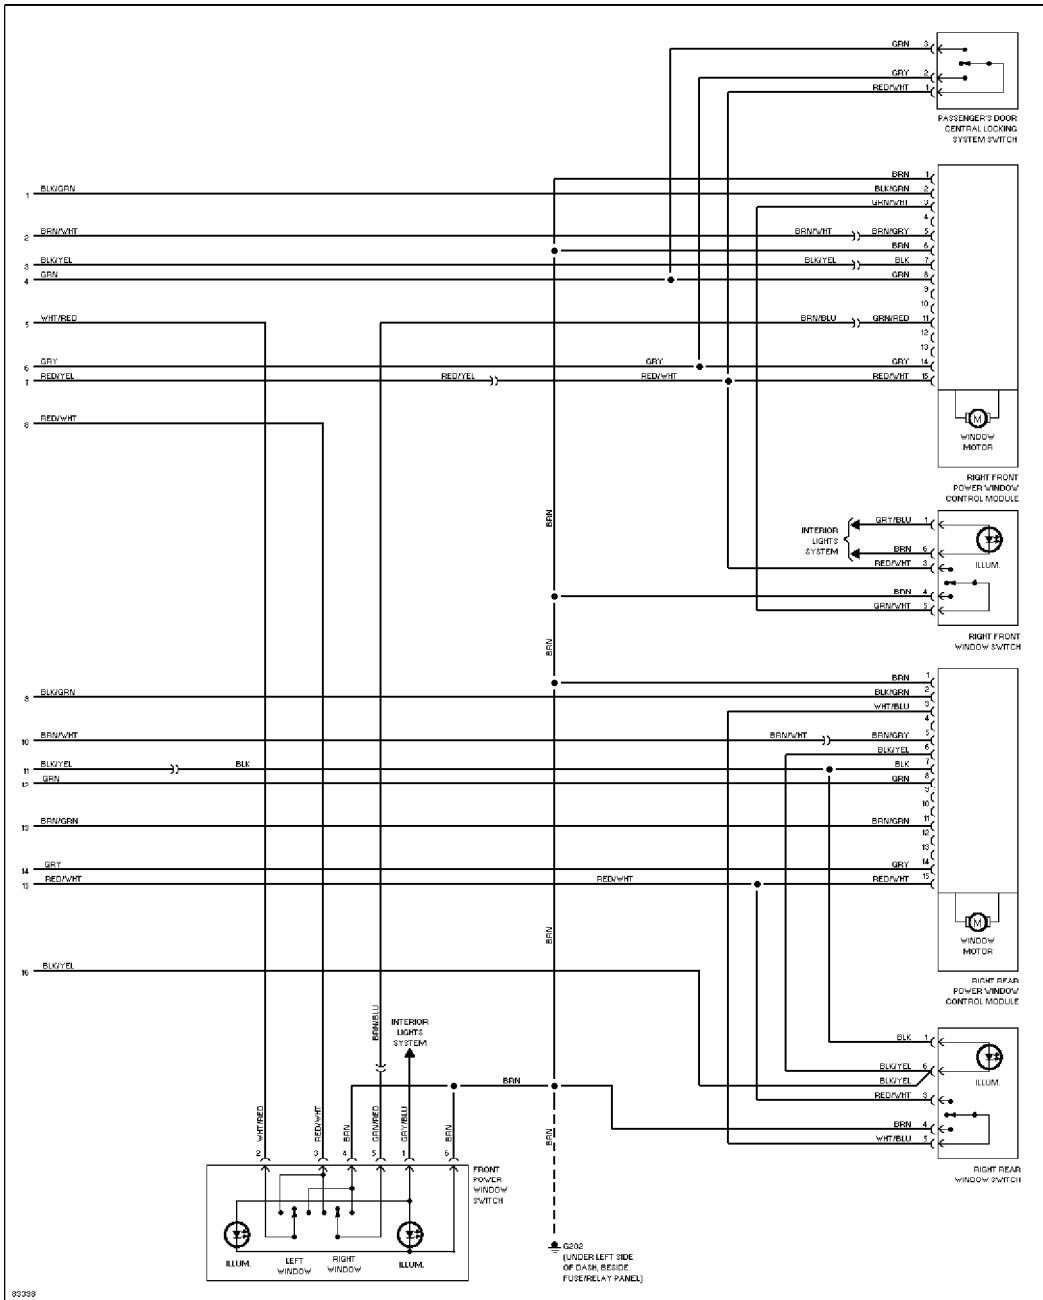 GRN 3
GRY 2
RED/WHT 1
PASSENGER'S DOOR
CENTRAL LOCKING
SYSTEM SWITCH
BRN 1
1 BLK/GRN BLK/GRN 2
GRN/WHT 3
4
2 BRN/WHT BRN/WHT BRN/GRY 5
BRN 6
3 BLK/YEL BLK/YEL BLK 7
4 GRN GRN 8
9
10
5 WHT/RED BRN/BLU GRN/RED 11
12
13
6 GRY GRY GRY 14
7 RED/YEL RED/YEL RED/WHT RED/WHT 15
8 RED/WHT
M
WINDOW
MOTOR
RIGHT FRONT
POWER WINDOW
CONTROL MODULE
BRN
INTERIOR
LIGHTS
SYSTEM
GRY/BLU 1
BRN 6
RED/WHT 3
ILLUM.
BRN 4
GRN/WHT 5
RIGHT FRONT
WINDOW SWITCH
BRN
BRN 1
9 BLK/GRN BLK/GRN 2
WHT/BLU 3
4
10 BRN/WHT BRN/WHT BRN/GRY 5
BLK/YEL 6
11 BLK/YEL BLK BLK 7
12 GRN GRN 8
9
10
13 BRN/GRN BRN/GRN 11
12
13
14 GRY GRY 14
15 RED/WHT RED/WHT RED/WHT 15
BRN
M
WINDOW
MOTOR
16 BLK/YEL
RIGHT REAR
POWER WINDOW
CONTROL MODULE
BRN/BLU
INTERIOR
LIGHTS
SYSTEM
BLK 1
BLK/YEL 6
BLK/YEL
ILLUM.
RED/WHT 3
BRN 4
WHT/BLU 5
RIGHT REAR
WINDOW SWITCH
BRN
WHT/RED RED/WHT BRN GRN/RED GRY/BLU BRN BRN
2 3 4 5 1 6
FRONT
POWER
WINDOW
SWITCH
ILLUM.
LEFT
WINDOW
RIGHT
WINDOW
ILLUM.
G202
(UNDER LEFT SIDE
OF DASH, BESIDE
FUSE/RELAY PANEL)
83338